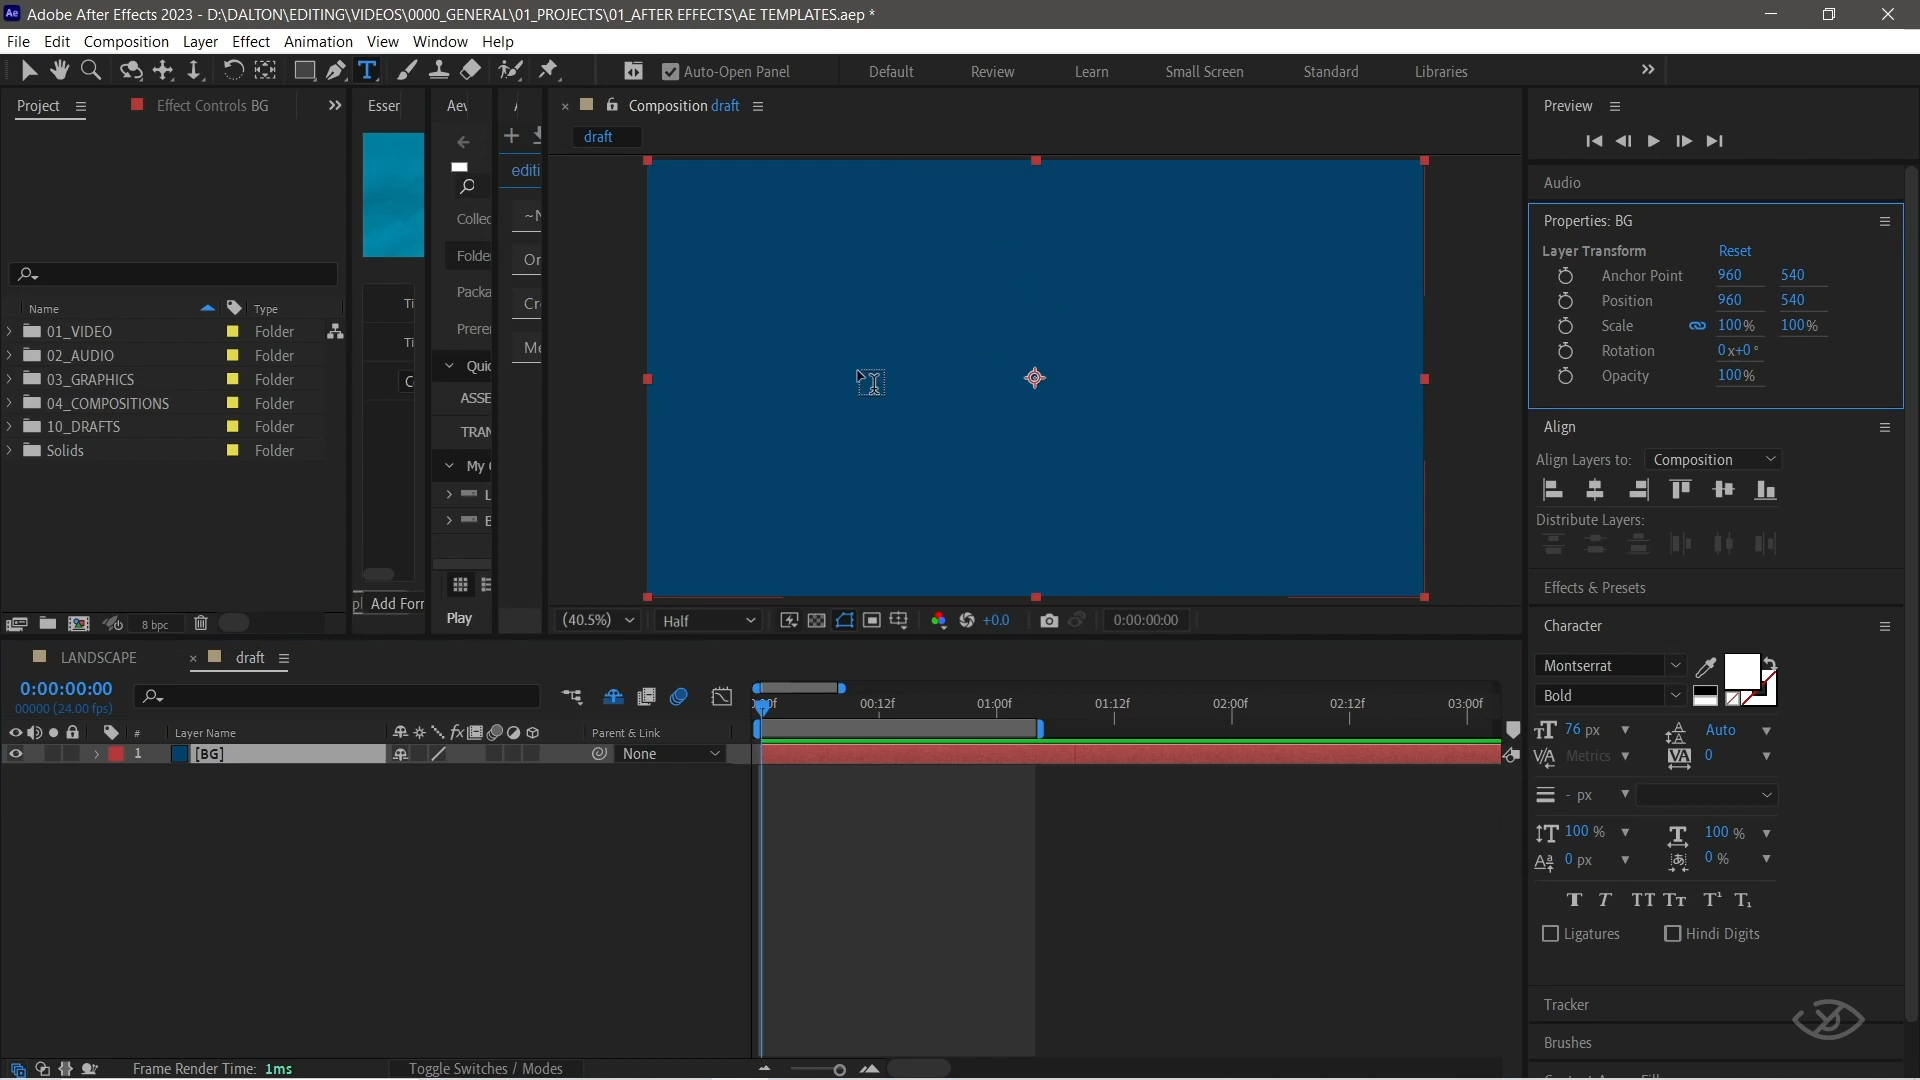 Adobe After Effects 2023 - D:\DALTON\EDITING\VIDEOS\0000_GENERAL\01_PROJECTS\01_AFTER EFFECTS\AE TEMPLATES.aep *
File Edit Composition Layer Effect Animation View Window Help
Auto-Open Panel Default Review Learn Small Screen Standard Libraries
Project Effect Controls BG Esser Composition draft Preview
draft
editi
Audio
Properties: BG
Layer Transform Reset
Anchor Point 960 540
Position 960 540
Scale 100% 100%
Rotation 0x+0°
Opacity 100%
Name Type
01_VIDEO Folder
02_AUDIO Folder
03_GRAPHICS Folder
04_COMPOSITIONS Folder
10_DRAFTS Folder
Solids Folder
Collec
Folde
Packa
Prerer
Quic
ASSE
TRAN
My
Add For
Play
8 bpc
(40.5%) Half +0.0 0:00:00:00
Align
Align Layers to: Composition
Distribute Layers:
Effects & Presets
Character
Montserrat
Bold
76 px Auto
Metrics 0
- px
100 % 100 %
0 px 0 %
T T TT Tt T¹ T₁
Ligatures Hindi Digits
Tracker
Brushes
LANDSCAPE draft
0:00:00:00
00000 (24.00 fps)
00:12f 01:00f 01:12f 02:00f 02:12f 03:00f
# Layer Name Parent & Link
1 [BG] None
Frame Render Time: 1ms Toggle Switches / Modes